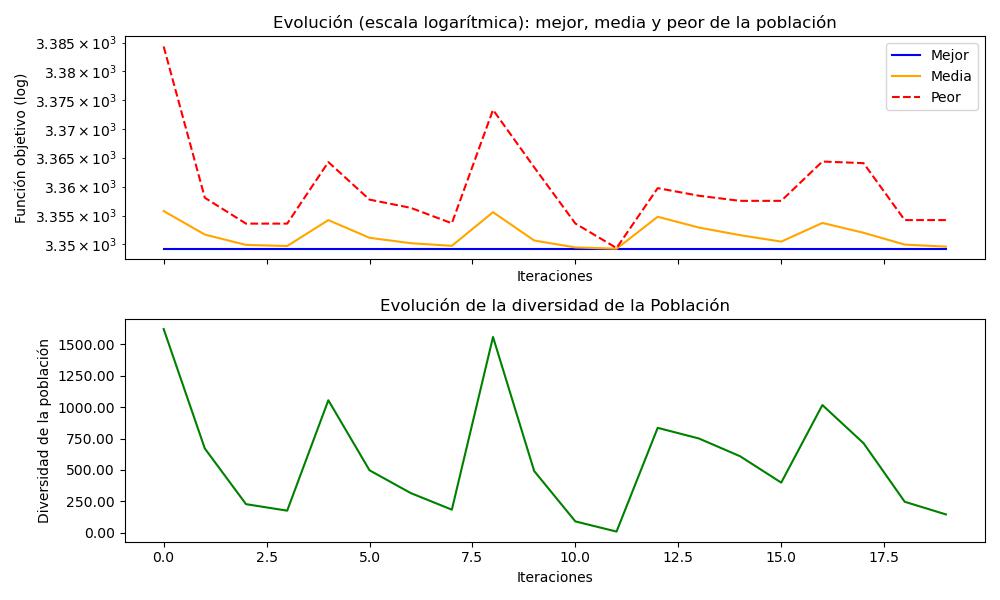 Evolución (escala logarítmica): mejor, media y peor de la población
3.385 × 10³
3.38 × 10³
3.375 × 10³
3.37 × 10³
3.365 × 10³
3.36 × 10³
3.355 × 10³
3.35 × 10³
Función objetivo (log)
Mejor
Media
Peor
Iteraciones
Evolución de la diversidad de la Población
1500.00
1250.00
1000.00
750.00
500.00
250.00
0.00
Diversidad de la población
0.0 2.5 5.0 7.5 10.0 12.5 15.0 17.5
Iteraciones